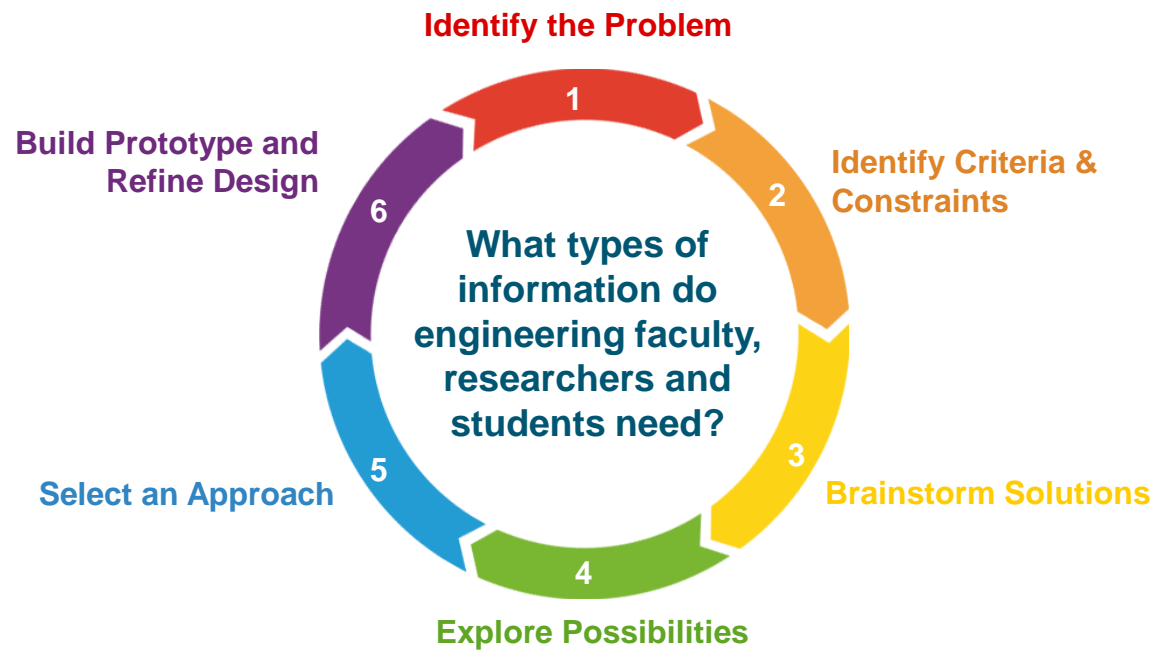 Identify the Problem
1
Identify Criteria &
Constraints
2
Brainstorm Solutions
3
Explore Possibilities
4
Select an Approach
5
Build Prototype and
Refine Design
6
What types of
information do
engineering faculty,
researchers and
students need?